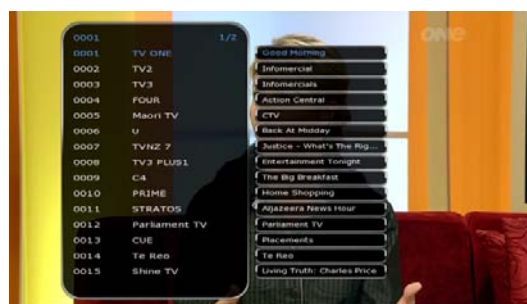 0001 1/2
ONE
0001 TV ONE Good Morning
0002 TV2 Infomercial
0003 TV3 Infomercials
0004 FOUR Action Central
0005 Maori TV CTV
0006 U Back At Midday
0007 TVNZ 7 Justice - What's The Rig...
0008 TV3 PLUS1 Entertainment Tonight
0009 C4 The Big Breakfast
0010 PRIME Home Shopping
0011 STRATOS Aljazeera News Hour
0012 Parliament TV Parliament TV
0013 CUE Placements
0014 Te Reo Te Reo
0015 Shine TV Living Truth: Charles Price